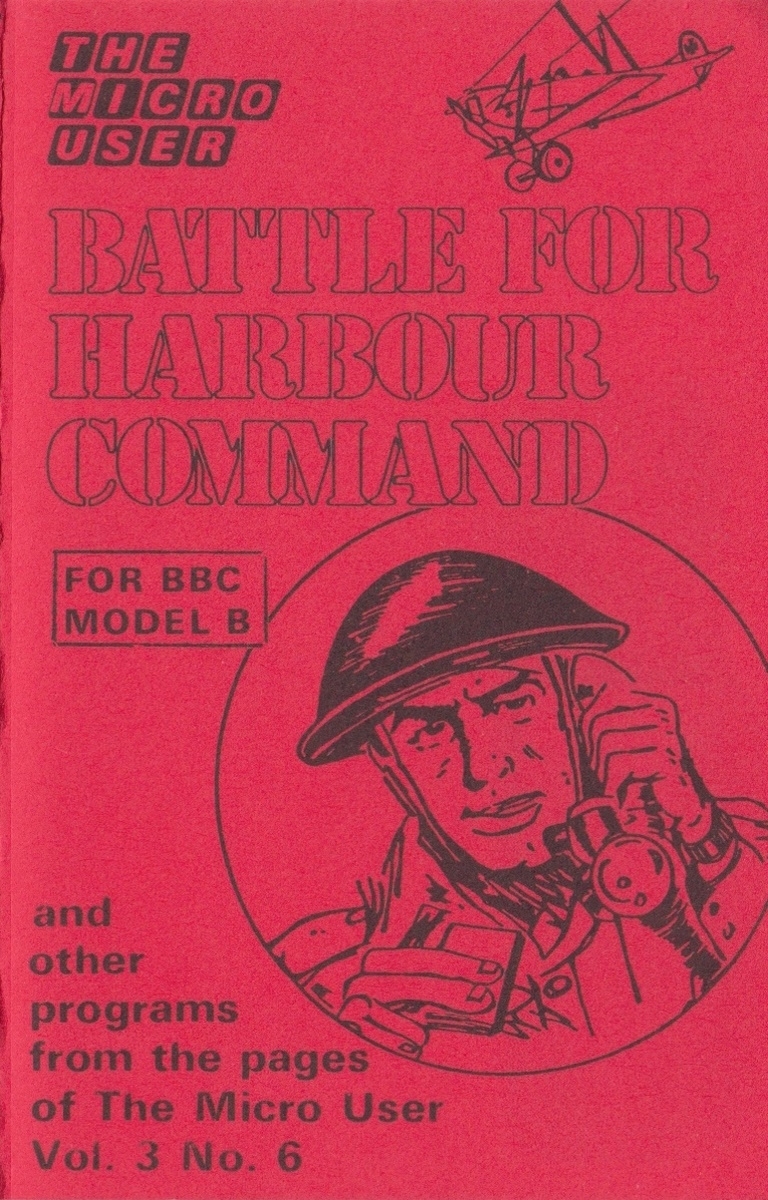 THE
MICRO
USER
BATTLE FOR
HARBOUR
COMMAND
FOR BBC
MODEL B
and
other
programs
from the pages
of The Micro User
Vol. 3 No. 6